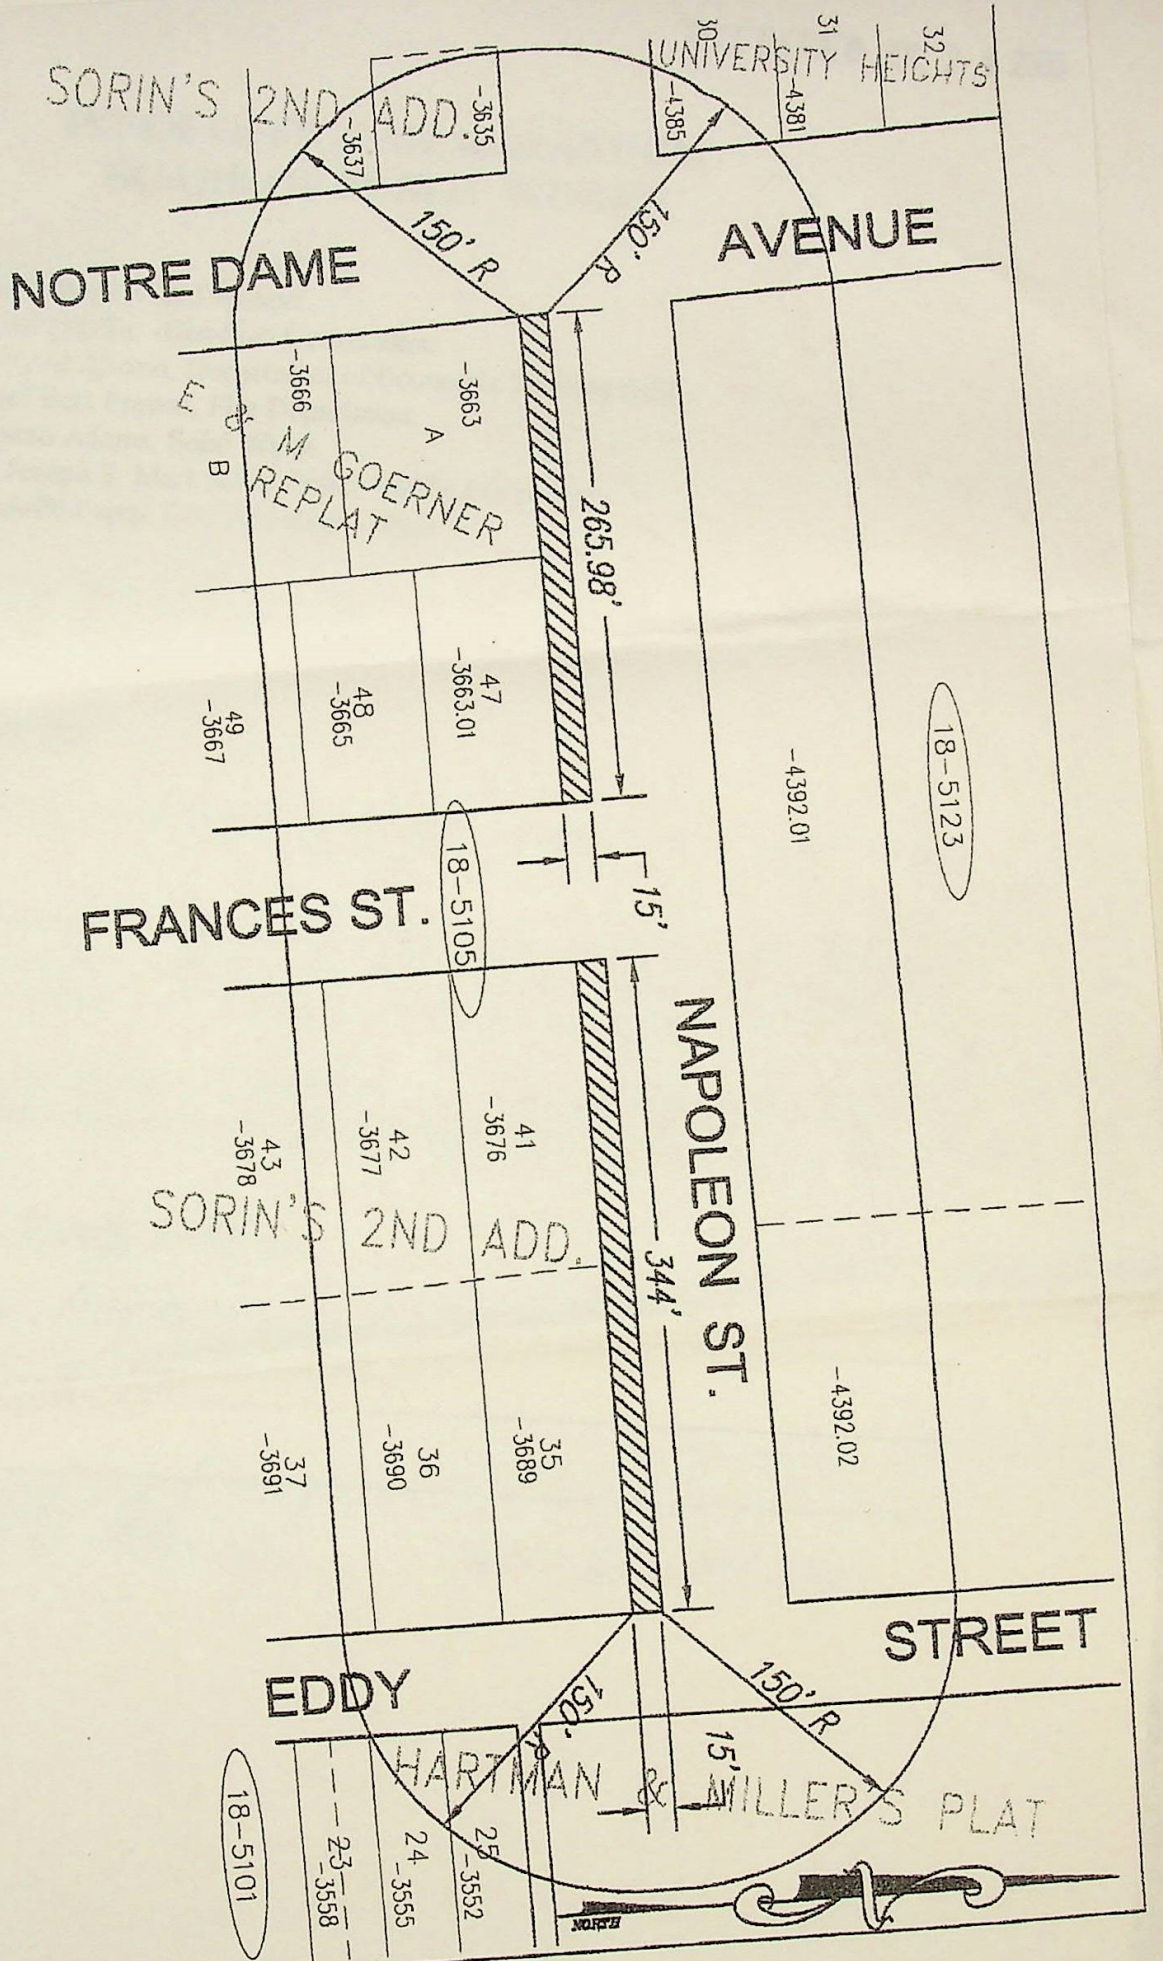 32
31
30
UNIVERSITY HEIGHTS
-4381
-4385
SORIN'S 2ND ADD.
-3635
-3637
150' R
150' R
NOTRE DAME
AVENUE
-3666
-3663
A
B
E & M GOERNER
REPLAT
265.98'
47
-3663.01
48
-3665
49
-3667
18-5123
-4392.01
15'
FRANCES ST.
18-5105
NAPOLEON ST.
41
-3676
42
-3677
43
-3678
SORIN'S 2ND ADD.
344'
-4392.02
35
-3689
36
-3690
37
-3691
EDDY
STREET
150' R
150' R
15'
HARTMAN & MILLER'S PLAT
25 -3552
24 -3555
23 -3558
18-5101